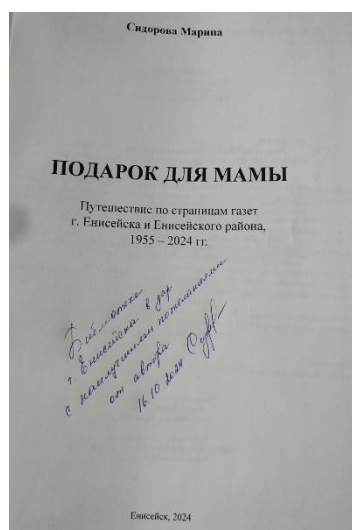 Сидорова Марина
ПОДАРОК ДЛЯ МАМЫ
Путешествие по страницам газет
г. Енисейска и Енисейского района,
1955 – 2024 гг.
Библиотеке
г. Енисейска в дар
с наилучшими пожеланиями
от автора
16.10.2024
Енисейск, 2024